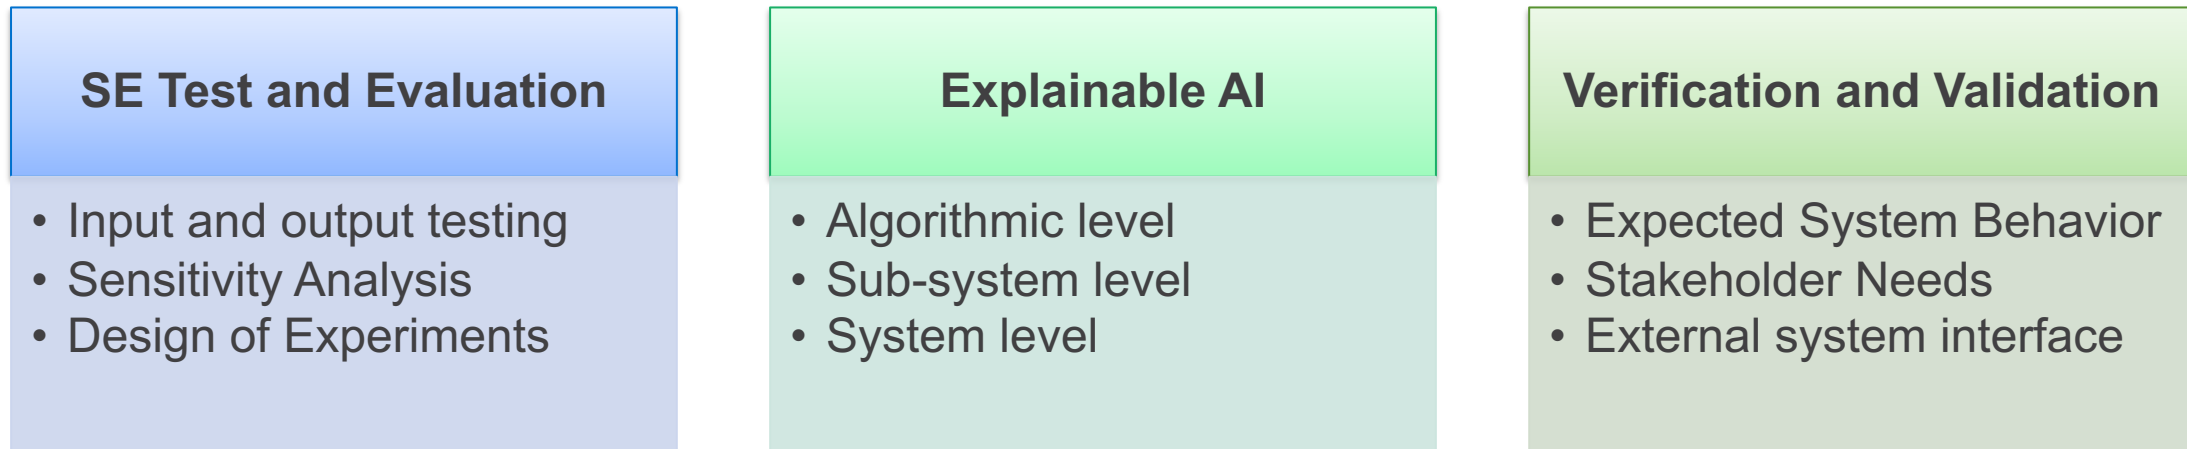 SE Test and Evaluation
• Input and output testing
• Sensitivity Analysis
• Design of Experiments
Explainable AI
• Algorithmic level
• Sub-system level
• System level
Verification and Validation
• Expected System Behavior
• Stakeholder Needs
• External system interface